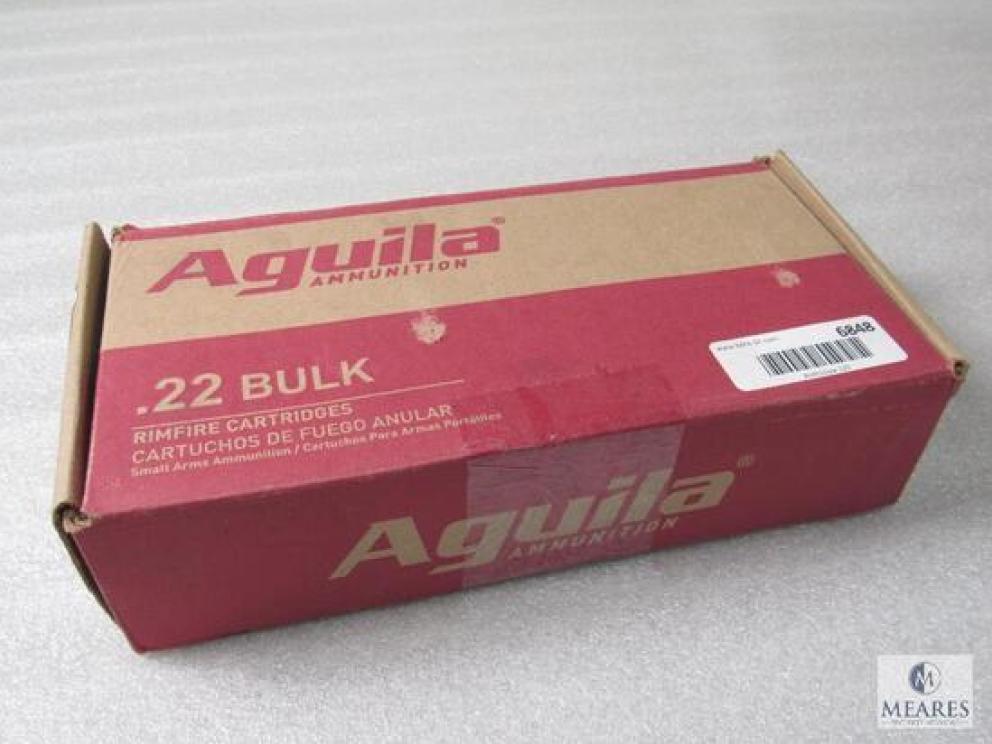 Aguila®
AMMUNITION
.22 BULK
RIMFIRE CARTRIDGES
CARTUCHOS DE FUEGO ANULAR
Small Arms Ammunition / Cartuchos Para Armas Portátiles
6848
Aguila®
AMMUNITION
M
MEARES